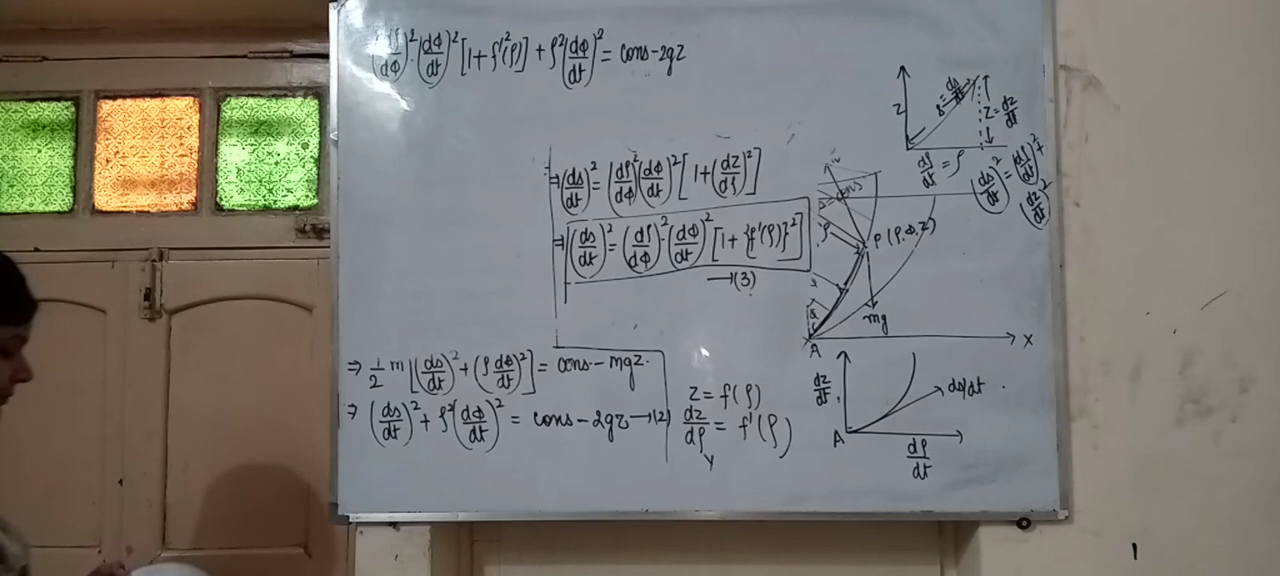 (dρ/dΦ)².(dΦ/dt)² [1+f'²(ρ)] + ρ²(dΦ/dt)² = cons-2gz
⇒ (ds/dt)² = (dρ/dΦ)²(dΦ/dt)² [1+(dz/dρ)²]
⇒ (ds/dt)² = (dρ/dΦ)².(dΦ/dt)² [1+{f'(ρ)}²]
→(3)
⇒ 1/2 m [(ds/dt)² + (ρ dΦ/dt)²] = cons-mgz.
⇒ (ds/dt)² + ρ²(dΦ/dt)² = cons-2gz →(2)
z = f(ρ)
dz/dρ = f'(ρ)
Y
Z
ż = dz/dt
dρ/dt = ρ
(ds/dt)² = (dρ/dt)² + (dz/dt)²
P(ρ,Φ,Z)
ρ
mg
A
X
dz/dt
ds/dt
A
dρ/dt